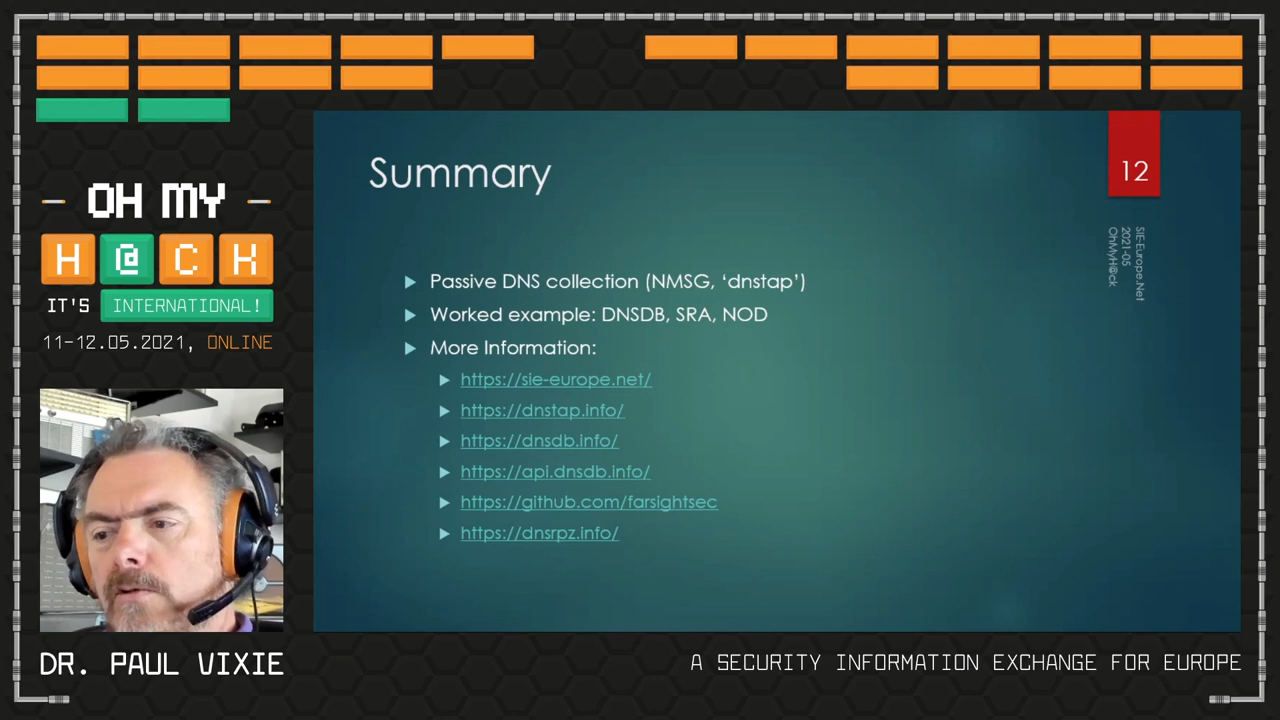 OH MY
H@CK
IT'S INTERNATIONAL!
11-12.05.2021, ONLINE
DR. PAUL VIXIE
Summary
12
SIE-Europe.Net
2021-05
OhMyH@ck
Passive DNS collection (NMSG, ‘dnstap’)
Worked example: DNSDB, SRA, NOD
More Information:
https://sie-europe.net/
https://dnstap.info/
https://dnsdb.info/
https://api.dnsdb.info/
https://github.com/farsightsec
https://dnsrpz.info/
A SECURITY INFORMATION EXCHANGE FOR EUROPE